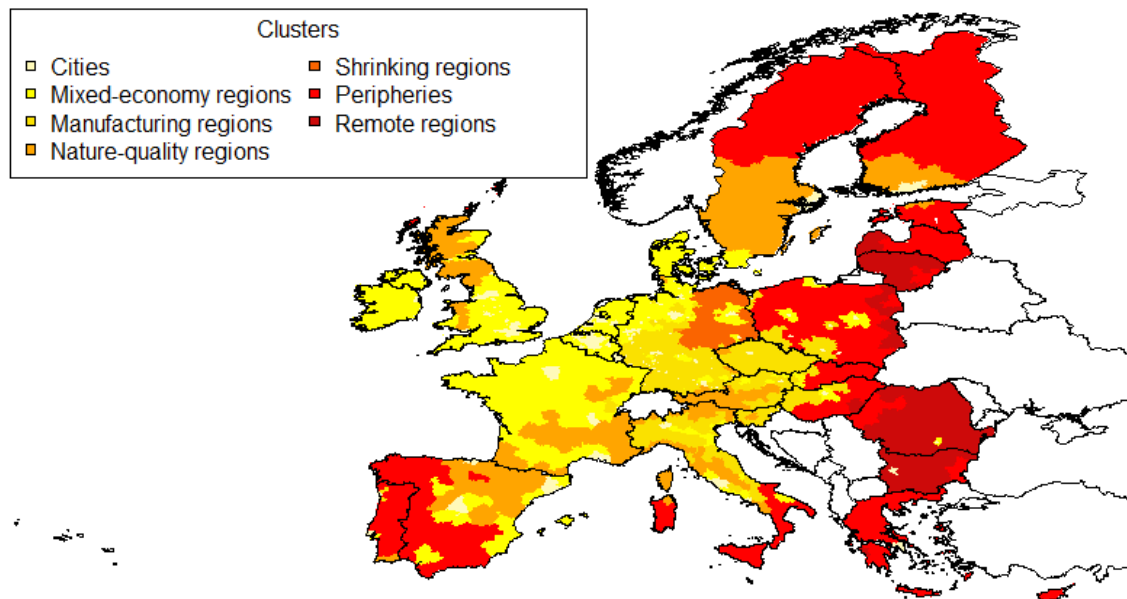 Clusters
Cities
Mixed-economy regions
Manufacturing regions
Nature-quality regions
Shrinking regions
Peripheries
Remote regions